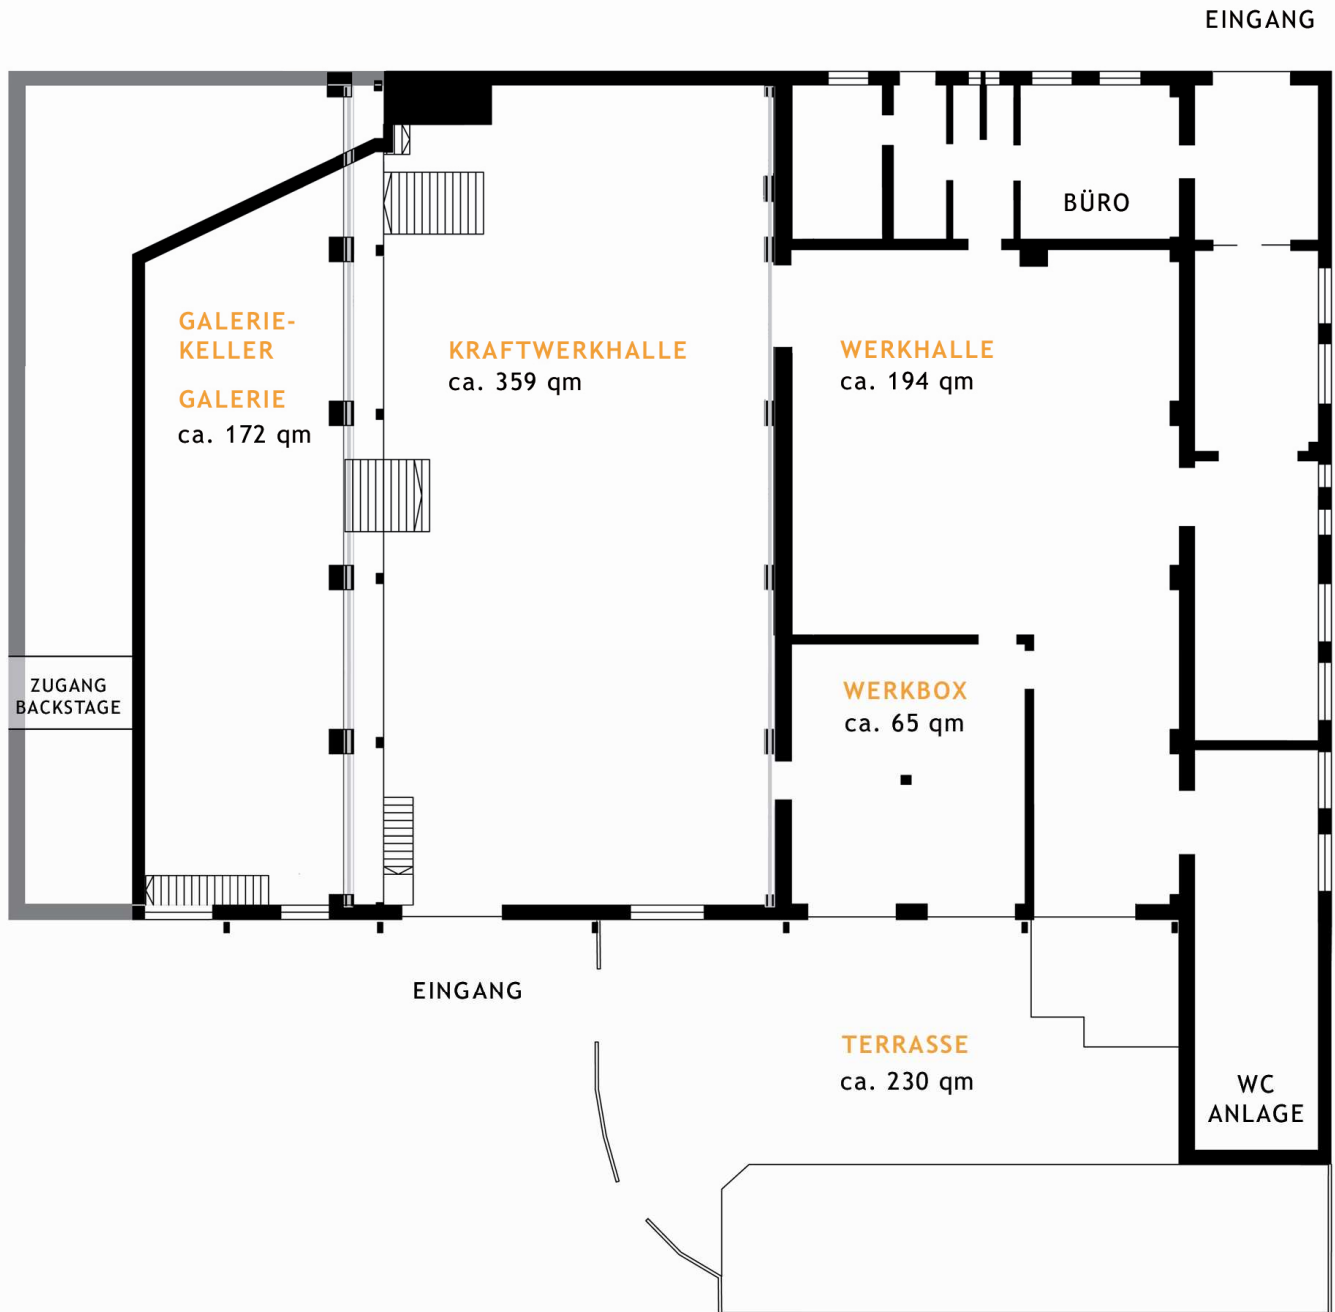 EINGANG
BÜRO
GALERIE-
KELLER
GALERIE
ca. 172 qm
KRAFTWERKHALLE
ca. 359 qm
WERKHALLE
ca. 194 qm
ZUGANG
BACKSTAGE
WERKBOX
ca. 65 qm
EINGANG
TERRASSE
ca. 230 qm
WC
ANLAGE